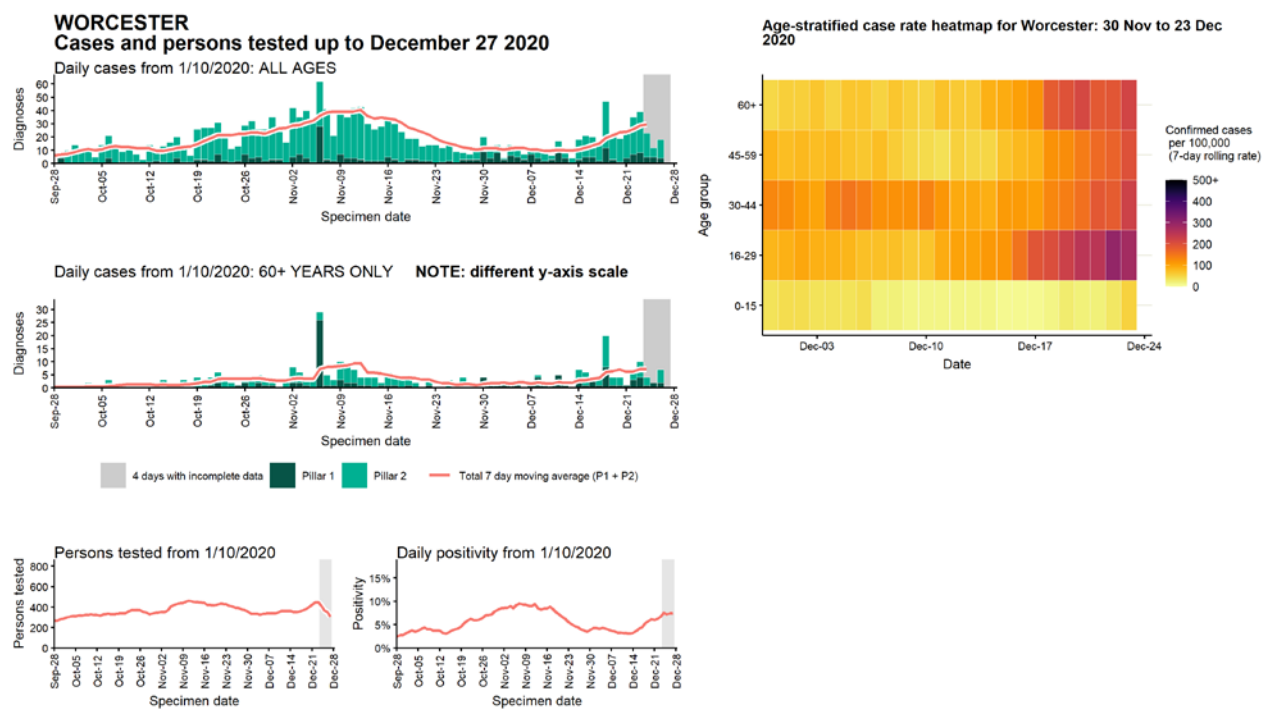 WORCESTER
Cases and persons tested up to December 27 2020
Daily cases from 1/10/2020: ALL AGES
Diagnoses
60
50
40
30
20
10
0
Sep-28
Oct-05
Oct-12
Oct-19
Oct-26
Nov-02
Nov-09
Nov-16
Nov-23
Nov-30
Dec-07
Dec-14
Dec-21
Dec-28
Specimen date
Daily cases from 1/10/2020: 60+ YEARS ONLY NOTE: different y-axis scale
Diagnoses
30
25
20
15
10
5
0
Sep-28
Oct-05
Oct-12
Oct-19
Oct-26
Nov-02
Nov-09
Nov-16
Nov-23
Nov-30
Dec-07
Dec-14
Dec-21
Dec-28
Specimen date
4 days with incomplete data
Pillar 1
Pillar 2
Total 7 day moving average (P1 + P2)
Persons tested from 1/10/2020
Persons tested
800
600
400
200
0
Sep-28
Oct-05
Oct-12
Oct-19
Oct-26
Nov-02
Nov-09
Nov-16
Nov-23
Nov-30
Dec-07
Dec-14
Dec-21
Dec-28
Specimen date
Daily positivity from 1/10/2020
Positivity
15%
10%
5%
0%
Sep-28
Oct-05
Oct-12
Oct-19
Oct-26
Nov-02
Nov-09
Nov-16
Nov-23
Nov-30
Dec-07
Dec-14
Dec-21
Dec-28
Specimen date
Age-stratified case rate heatmap for Worcester: 30 Nov to 23 Dec
2020
Age group
60+
45-59
30-44
16-29
0-15
Dec-03
Dec-10
Dec-17
Dec-24
Date
Confirmed cases
per 100,000
(7-day rolling rate)
500+
400
300
200
100
0